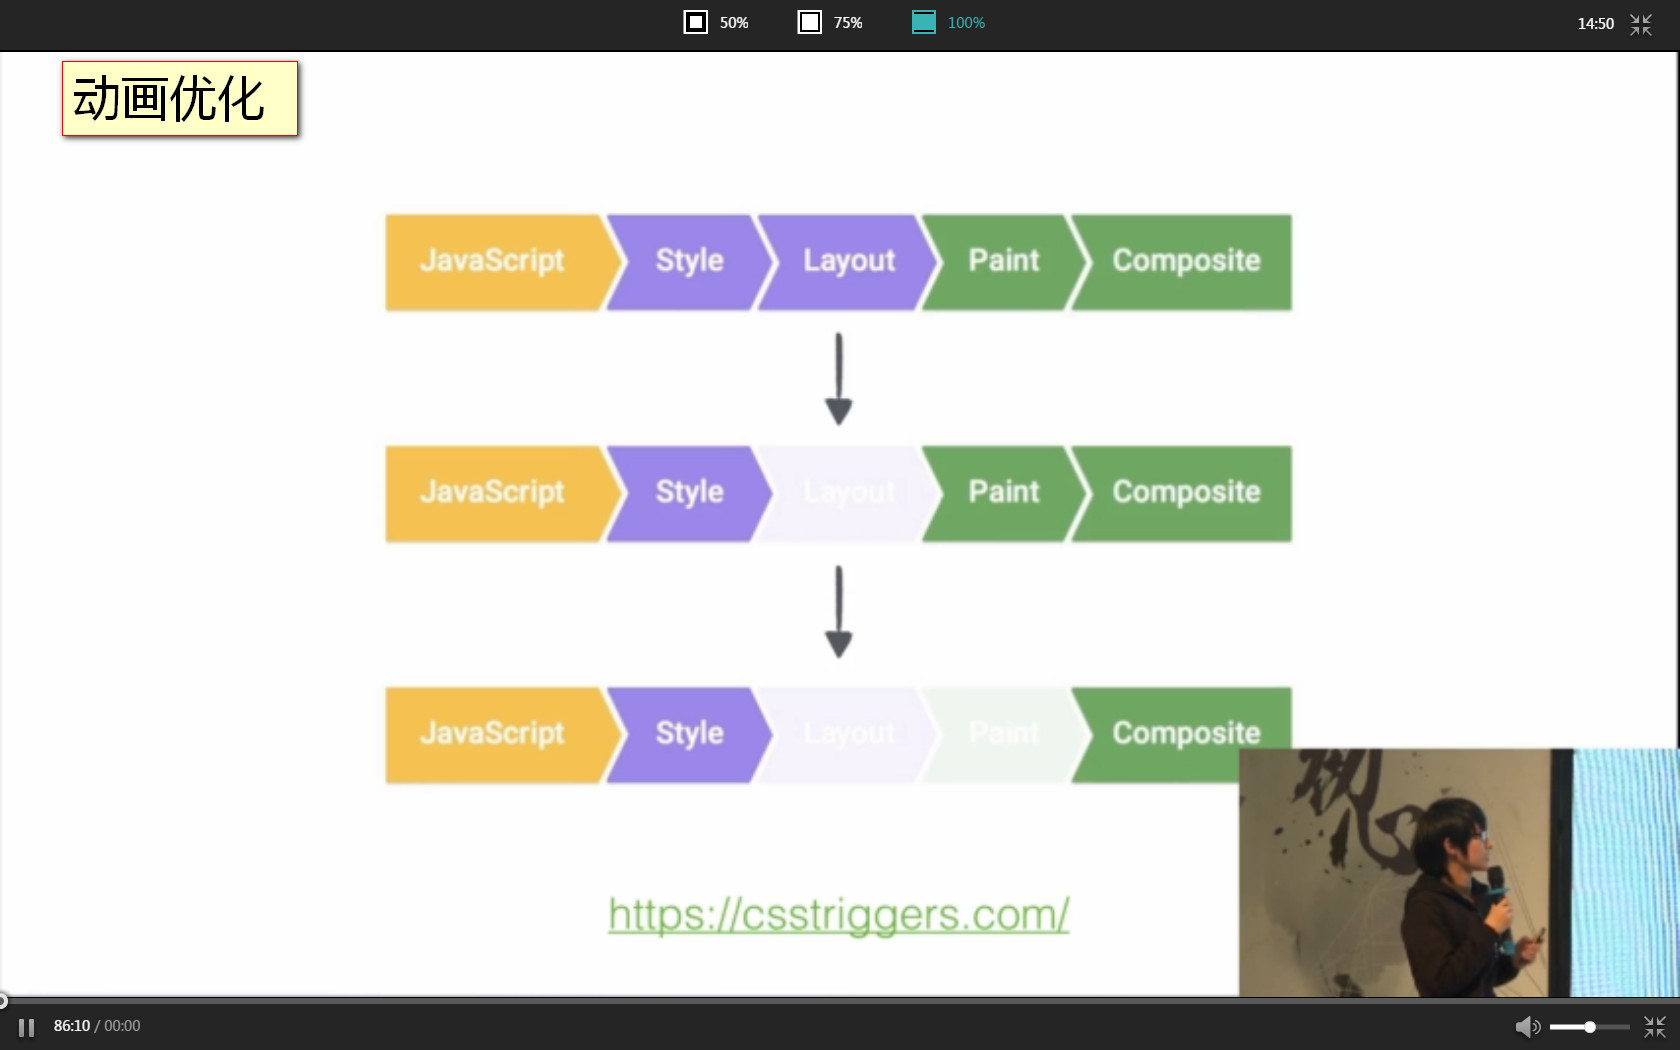 50% 75% 100% 14:50
动画优化
JavaScript Style Layout Paint Composite
JavaScript Style Layout Paint Composite
JavaScript Style Layout Paint Composite
https://csstriggers.com/
86:10 / 00:00